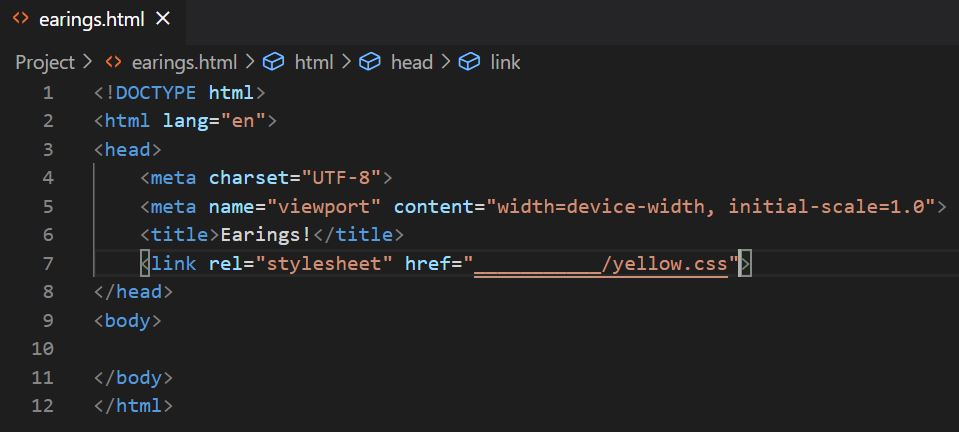 earings.html ×
Project > earings.html > html > head > link
1 <!DOCTYPE html>
2 <html lang="en">
3 <head>
4 <meta charset="UTF-8">
5 <meta name="viewport" content="width=device-width, initial-scale=1.0">
6 <title>Earings!</title>
7 <link rel="stylesheet" href="___________/yellow.css">
8 </head>
9 <body>
10
11 </body>
12 </html>